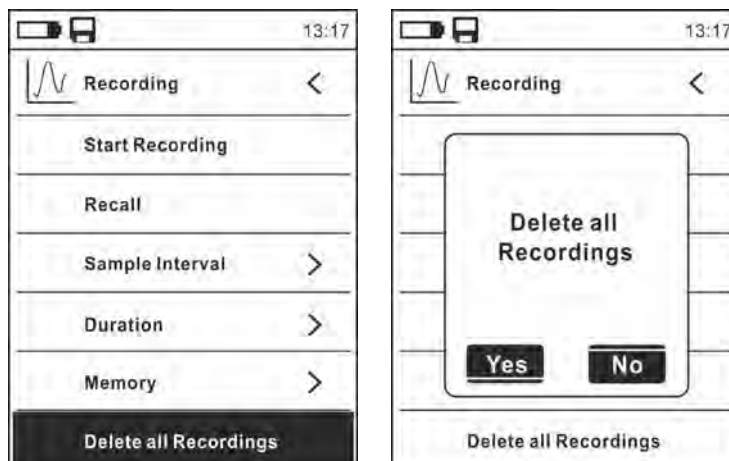 13:17
Recording <
Start Recording
Recall
Sample Interval >
Duration >
Memory >
Delete all Recordings
13:17
Recording <
Delete all
Recordings
Yes No
Delete all Recordings